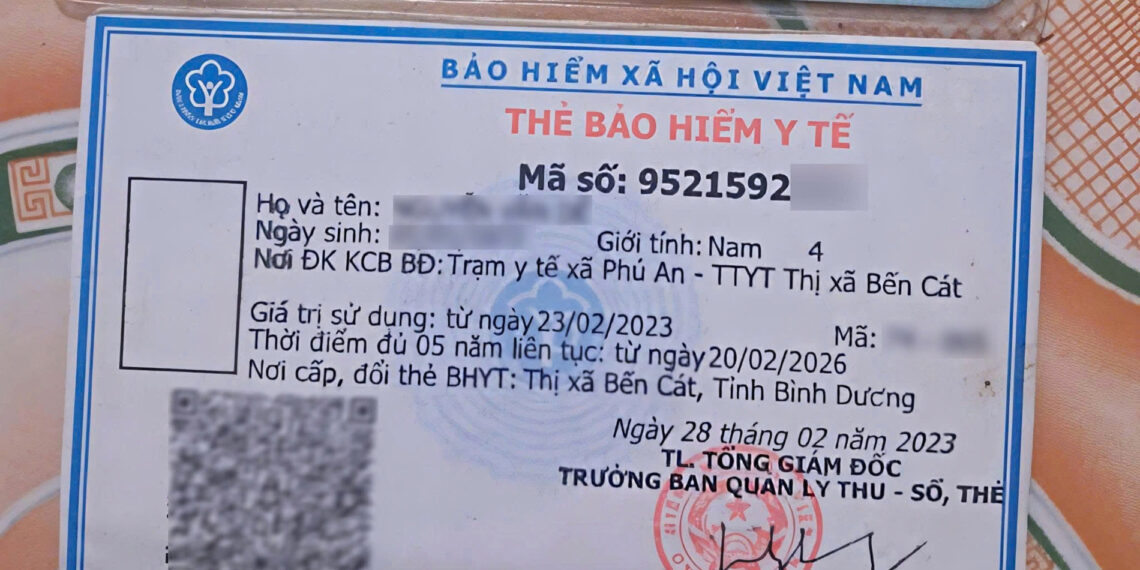 BẢO HIỂM XÃ HỘI VIỆT NAM
THẺ BẢO HIỂM Y TẾ
Mã số: 9521592
Họ và tên:
Ngày sinh: Giới tính: Nam 4
Nơi ĐK KCB BĐ: Trạm y tế xã Phú An - TTYT Thị xã Bến Cát
Giá trị sử dụng: từ ngày 23/02/2023
Mã:
Thời điểm đủ 05 năm liên tục: từ ngày 20/02/2026
Nơi cấp, đổi thẻ BHYT: Thị xã Bến Cát, Tỉnh Bình Dương
Ngày 28 tháng 02 năm 2023
TL. TỔNG GIÁM ĐỐC
TRƯỞNG BAN QUẢN LÝ THU - SỔ, THẺ